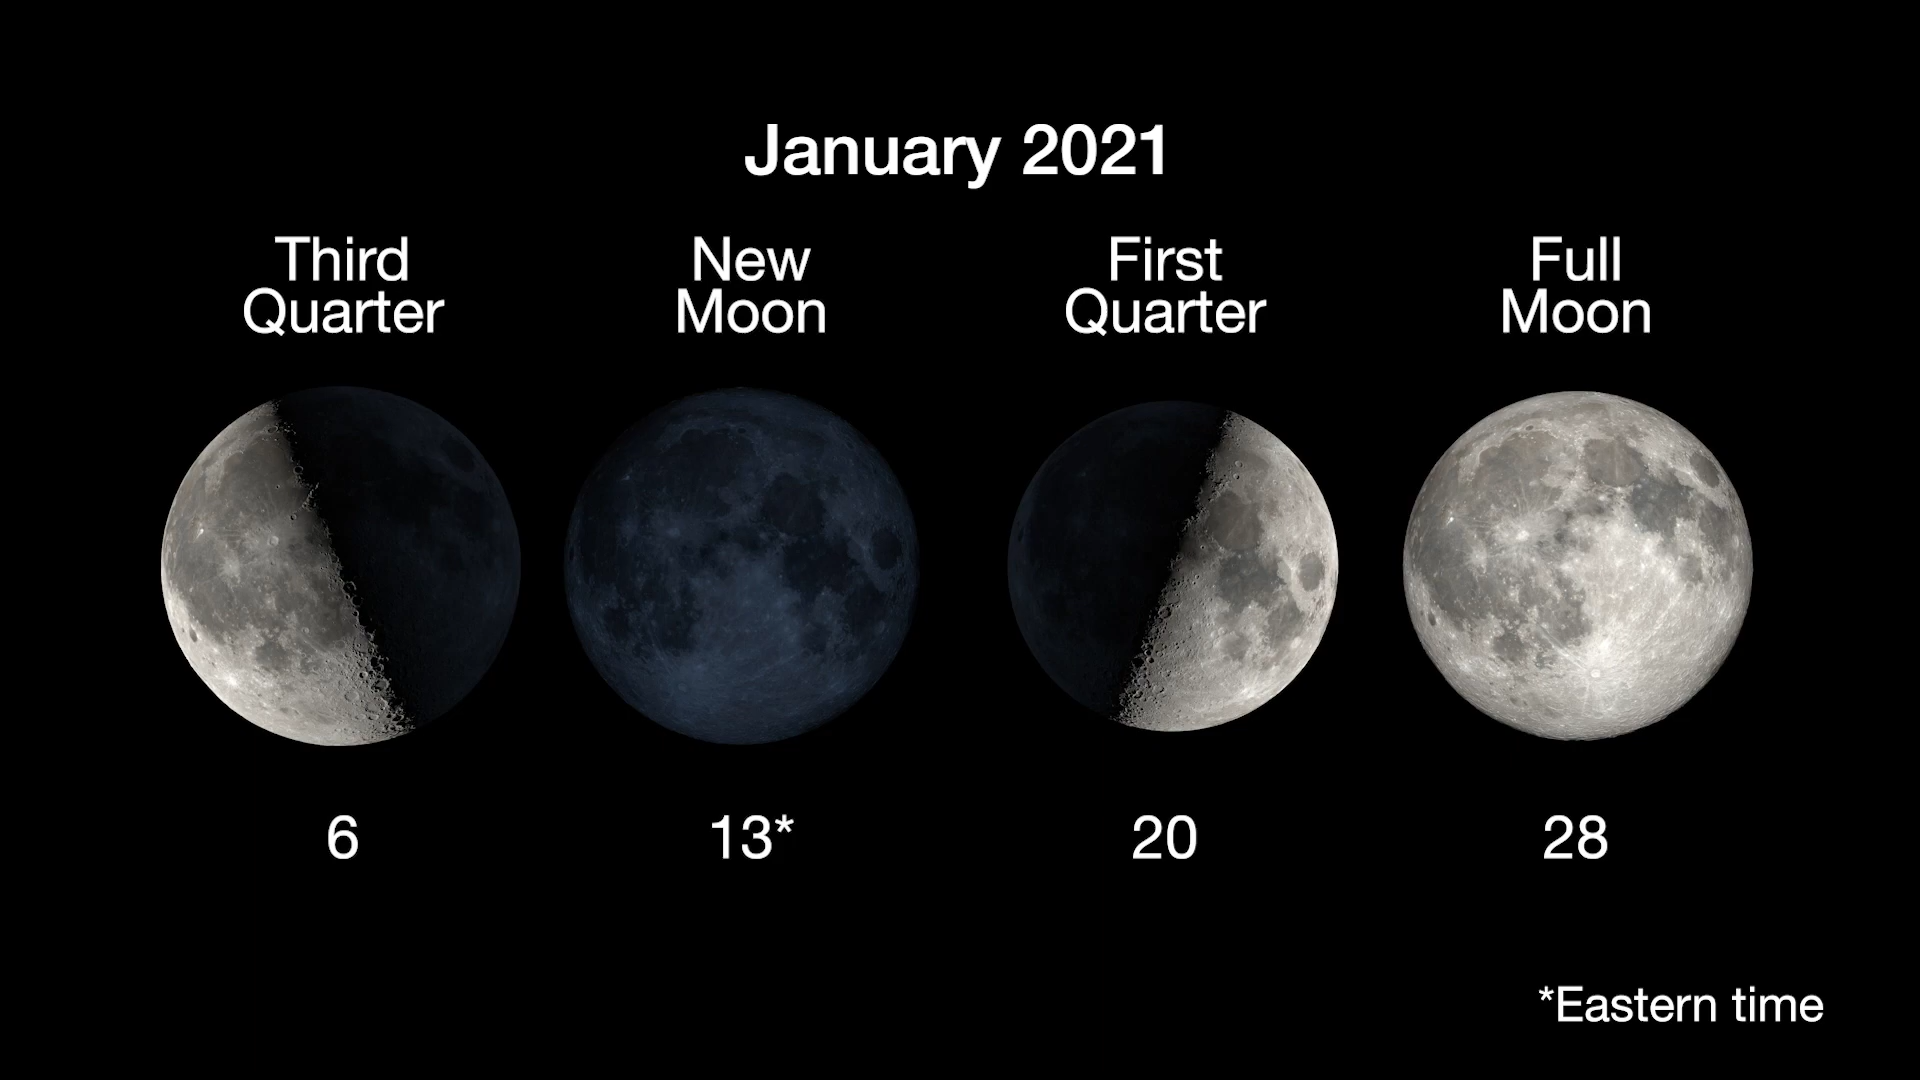 January 2021
Third
Quarter
New
Moon
First
Quarter
Full
Moon
6
13*
20
28
*Eastern time